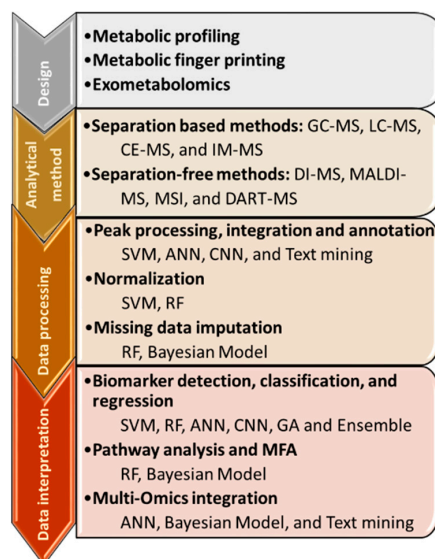 Design
•Metabolic profiling
•Metabolic finger printing
•Exometabolomics
Analytical
method
•Separation based methods: GC-MS, LC-MS,
CE-MS, and IM-MS
•Separation-free methods: DI-MS, MALDI-
MS, MSI, and DART-MS
Data processing
•Peak processing, integration and annotation
SVM, ANN, CNN, and Text mining
•Normalization
SVM, RF
•Missing data imputation
RF, Bayesian Model
Data interpretation
•Biomarker detection, classification, and
regression
SVM, RF, ANN, CNN, GA and Ensemble
•Pathway analysis and MFA
RF, Bayesian Model
•Multi-Omics integration
ANN, Bayesian Model, and Text mining